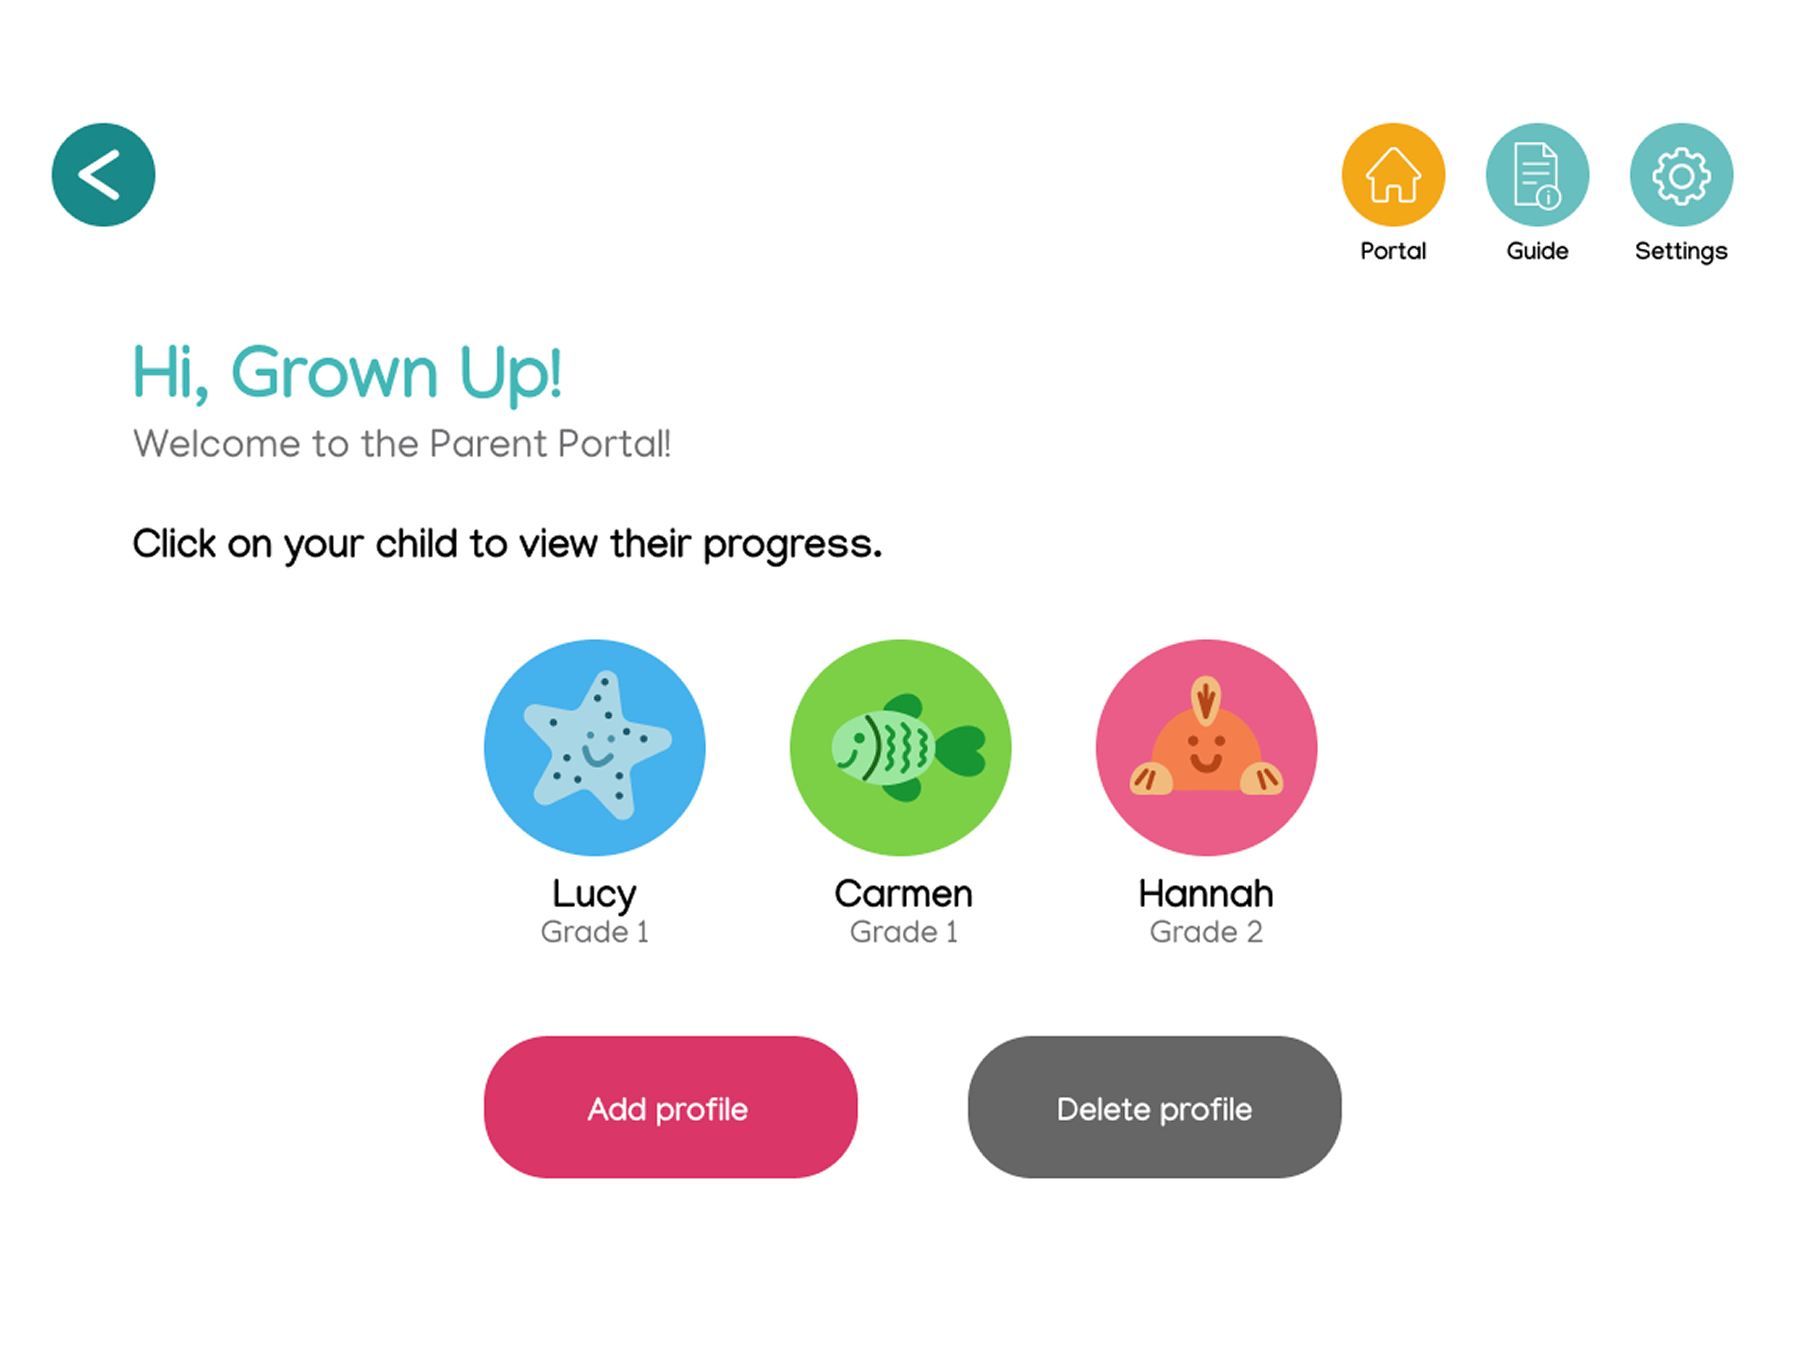 Portal
Guide
Settings
Hi, Grown Up!
Welcome to the Parent Portal!
Click on your child to view their progress.
Lucy
Grade 1
Carmen
Grade 1
Hannah
Grade 2
Add profile
Delete profile